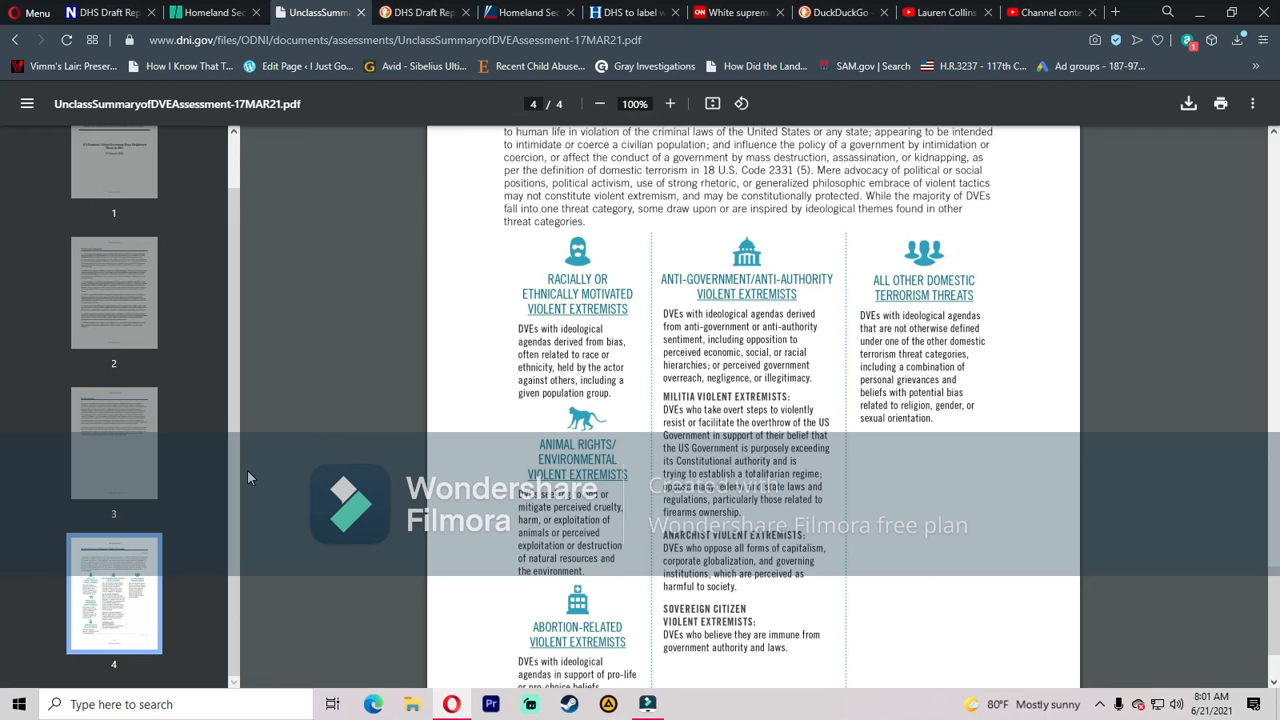 Menu
DHS Draft Rep
Homeland Sec
UnclassSumm
DHS Draft Rep
Homeland Sec
DHS to label w
White suprem
DuckDuckGo
Lauren Collins
Channel conte
www.dni.gov/files/ODNI/documents/assessments/UnclassSummaryofDVEAssessment-17MAR21.pdf
1
Vimm's Lair: Preser...
How I Know That T...
Edit Page ‹ I Just Go...
Avid - Sibelius Ulti...
Recent Child Abuse...
Gray Investigations
How Did the Land...
SAM.gov | Search
H.R.3237 - 117th C...
Ad groups - 187-97...
»
UnclassSummaryofDVEAssessment-17MAR21.pdf
4 / 4
100%
1
2
3
4
to human life in violation of the criminal laws of the United States or any state; appearing to be intended
to intimidate or coerce a civilian population; and influence the policy of a government by intimidation or
coercion, or affect the conduct of a government by mass destruction, assassination, or kidnapping, as
per the definition of domestic terrorism in 18 U.S. Code 2331 (5). Mere advocacy of political or social
positions, political activism, use of strong rhetoric, or generalized philosophic embrace of violent tactics
may not constitute violent extremism, and may be constitutionally protected. While the majority of DVEs
fall into one threat category, some draw upon or are inspired by ideological themes found in other
threat categories.
RACIALLY OR
ETHNICALLY MOTIVATED
VIOLENT EXTREMISTS
DVEs with ideological
agendas derived from bias,
often related to race or
ethnicity, held by the actor
against others, including a
given population group.
ANIMAL RIGHTS/
ENVIRONMENTAL
VIOLENT EXTREMISTS
mitigate perceived cruelty,
harm, or exploitation of
animals or perceived
exploitation or destruction
of natural resources and
the environment.
ABORTION-RELATED
VIOLENT EXTREMISTS
DVEs with ideological
agendas in support of pro-life
or pro-choice beliefs.
ANTI-GOVERNMENT/ANTI-AUTHORITY
VIOLENT EXTREMISTS
DVEs with ideological agendas derived
from anti-government or anti-authority
sentiment, including opposition to
perceived economic, social, or racial
hierarchies; or perceived government
overreach, negligence, or illegitimacy.
MILITIA VIOLENT EXTREMISTS:
DVEs who take overt steps to violently
resist or facilitate the overthrow of the US
Government in support of their belief that
the US Government is purposely exceeding
its Constitutional authority and is
trying to establish a totalitarian regime;
laws and
regulations, particularly those related to
firearms ownership.
ANARCHIST VIOLENT EXTREMISTS:
DVEs who oppose all forms of capitalism,
corporate globalization, and governing
institutions, which are perceived as
harmful to society.
SOVEREIGN CITIZEN
VIOLENT EXTREMISTS:
DVEs who believe they are immune from
government authority and laws.
ALL OTHER DOMESTIC
TERRORISM THREATS
DVEs with ideological agendas
that are not otherwise defined
under one of the other domestic
terrorism threat categories,
including a combination of
personal grievances and
beliefs with potential bias
related to religion, gender, or
sexual orientation.
Wondershare
Filmora
Created with
Wondershare Filmora free plan
Type here to search
80°F Mostly sunny
8:01 AM
6/21/2021